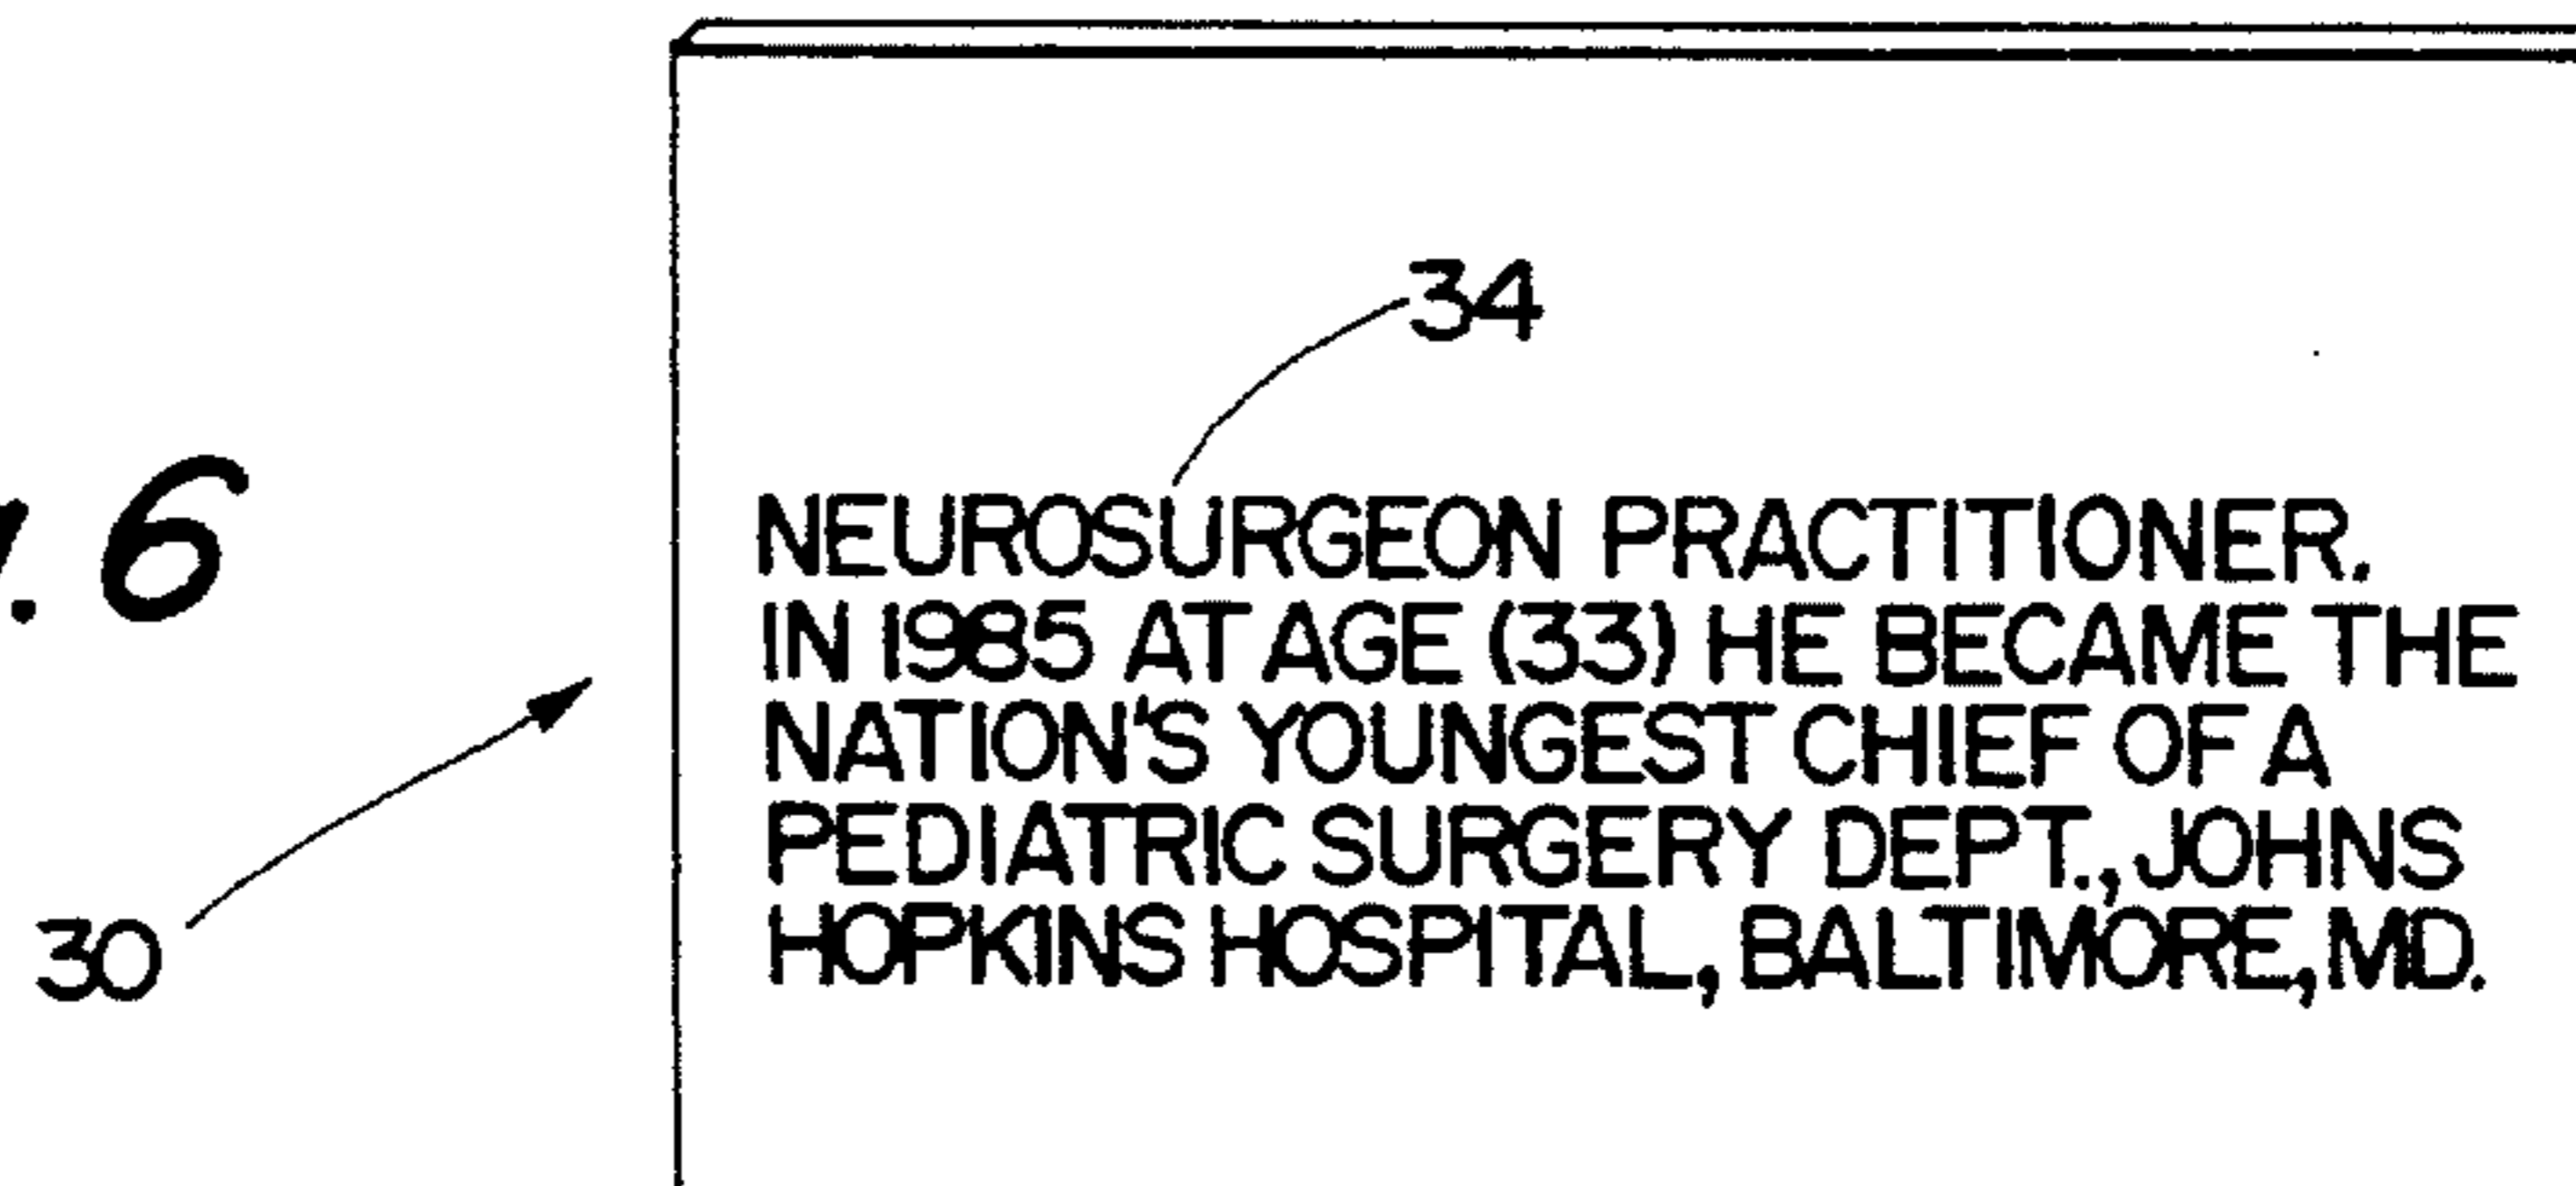 34
.6
NEUROSURGEON PRACTITIONER.
IN 1985 AT AGE (33) HE BECAME THE
NATION'S YOUNGEST CHIEF OF A
PEDIATRIC SURGERY DEPT., JOHNS
HOPKINS HOSPITAL, BALTIMORE, MD.
30